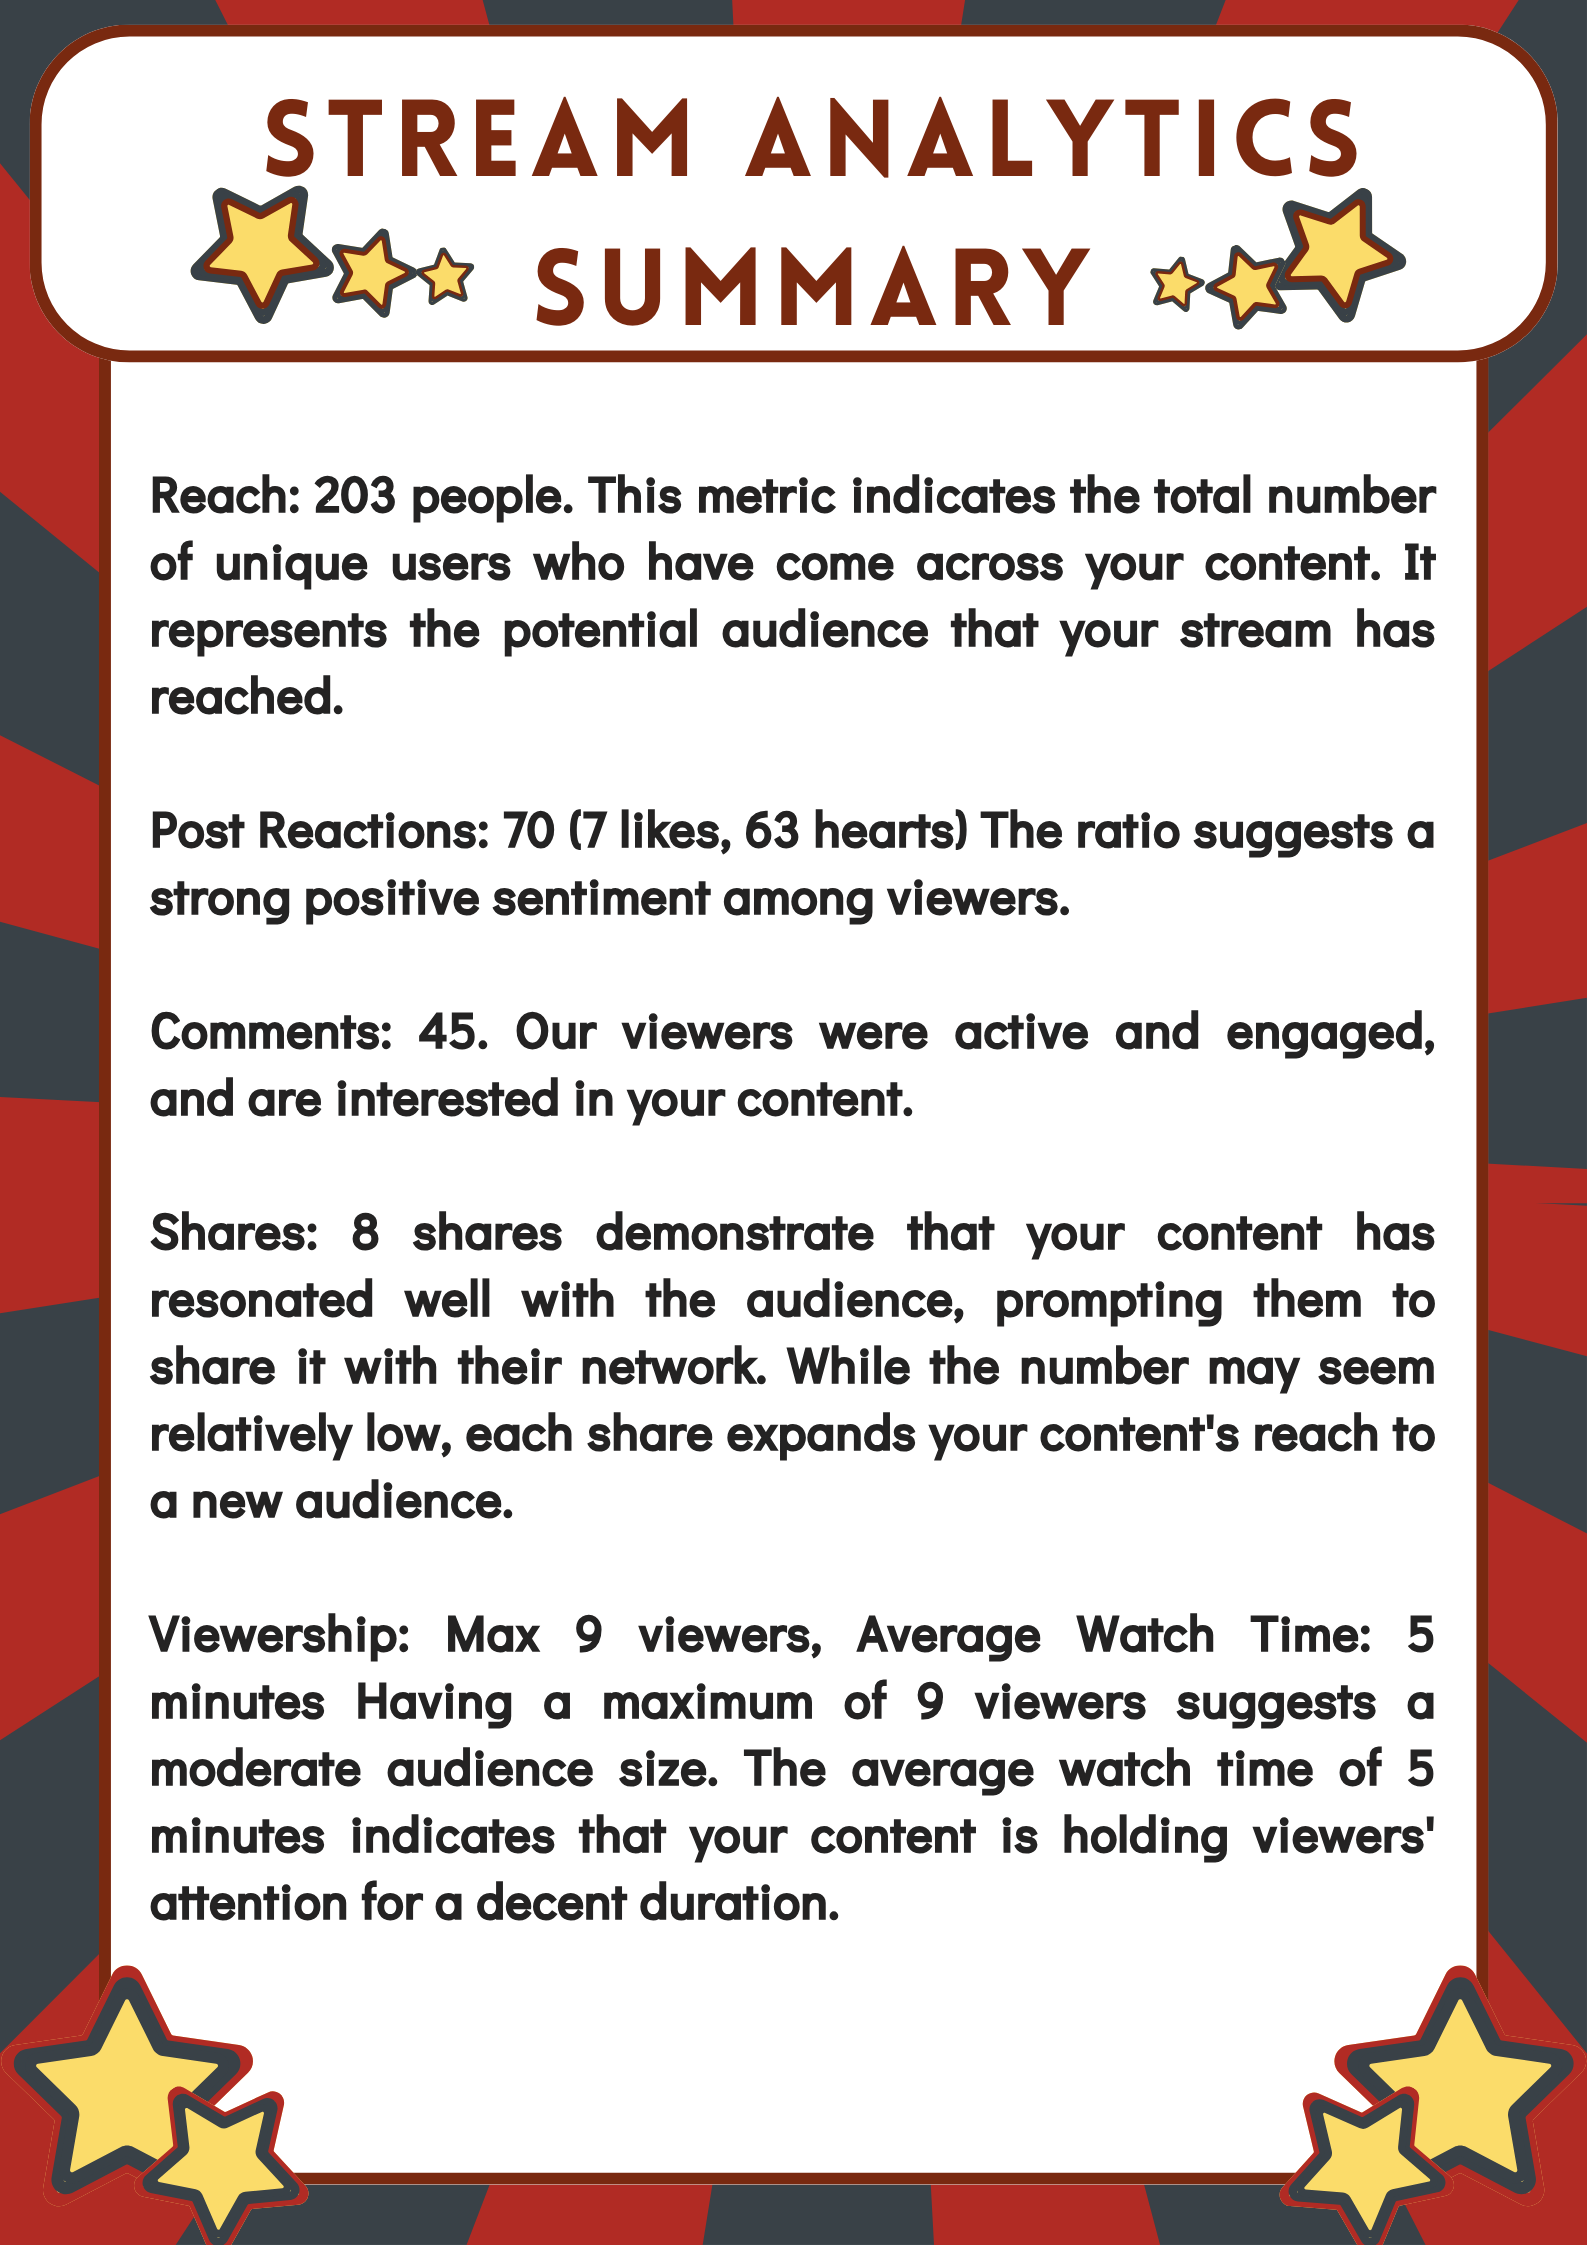 STREAM ANALYTICS
SUMMARY
Reach: 203 people. This metric indicates the total number
of unique users who have come across your content. It
represents the potential audience that your stream has
reached.
Post Reactions: 70 (7 likes, 63 hearts) The ratio suggests a
strong positive sentiment among viewers.
Comments: 45. Our viewers were active and engaged,
and are interested in your content.
Shares: 8 shares demonstrate that your content has
resonated well with the audience, prompting them to
share it with their network. While the number may seem
relatively low, each share expands your content's reach to
a new audience.
Viewership: Max 9 viewers, Average Watch Time: 5
minutes Having a maximum of 9 viewers suggests a
moderate audience size. The average watch time of 5
minutes indicates that your content is holding viewers'
attention for a decent duration.